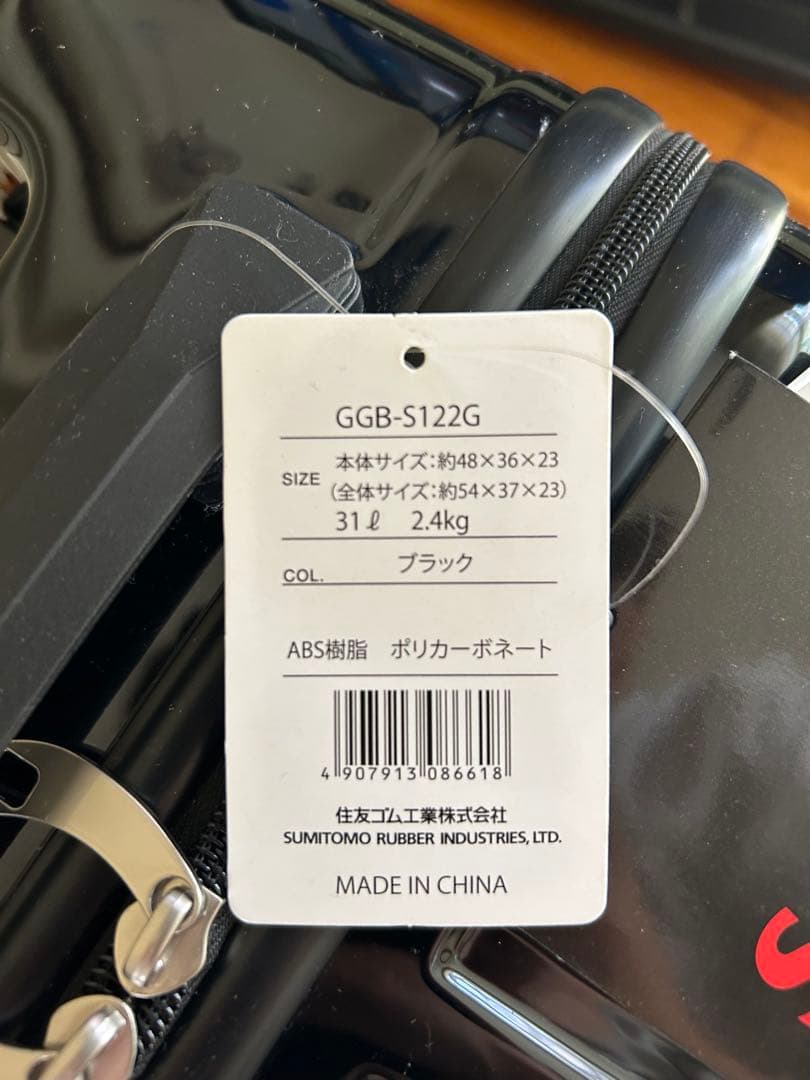 GGB-S122G
SIZE 本体サイズ:約48×36×23
(全体サイズ:約54×37×23)
31ℓ 2.4kg
COL. ブラック
ABS樹脂 ポリカーボネート
4 907913 086618
住友ゴム工業株式会社
SUMITOMO RUBBER INDUSTRIES, LTD.
MADE IN CHINA